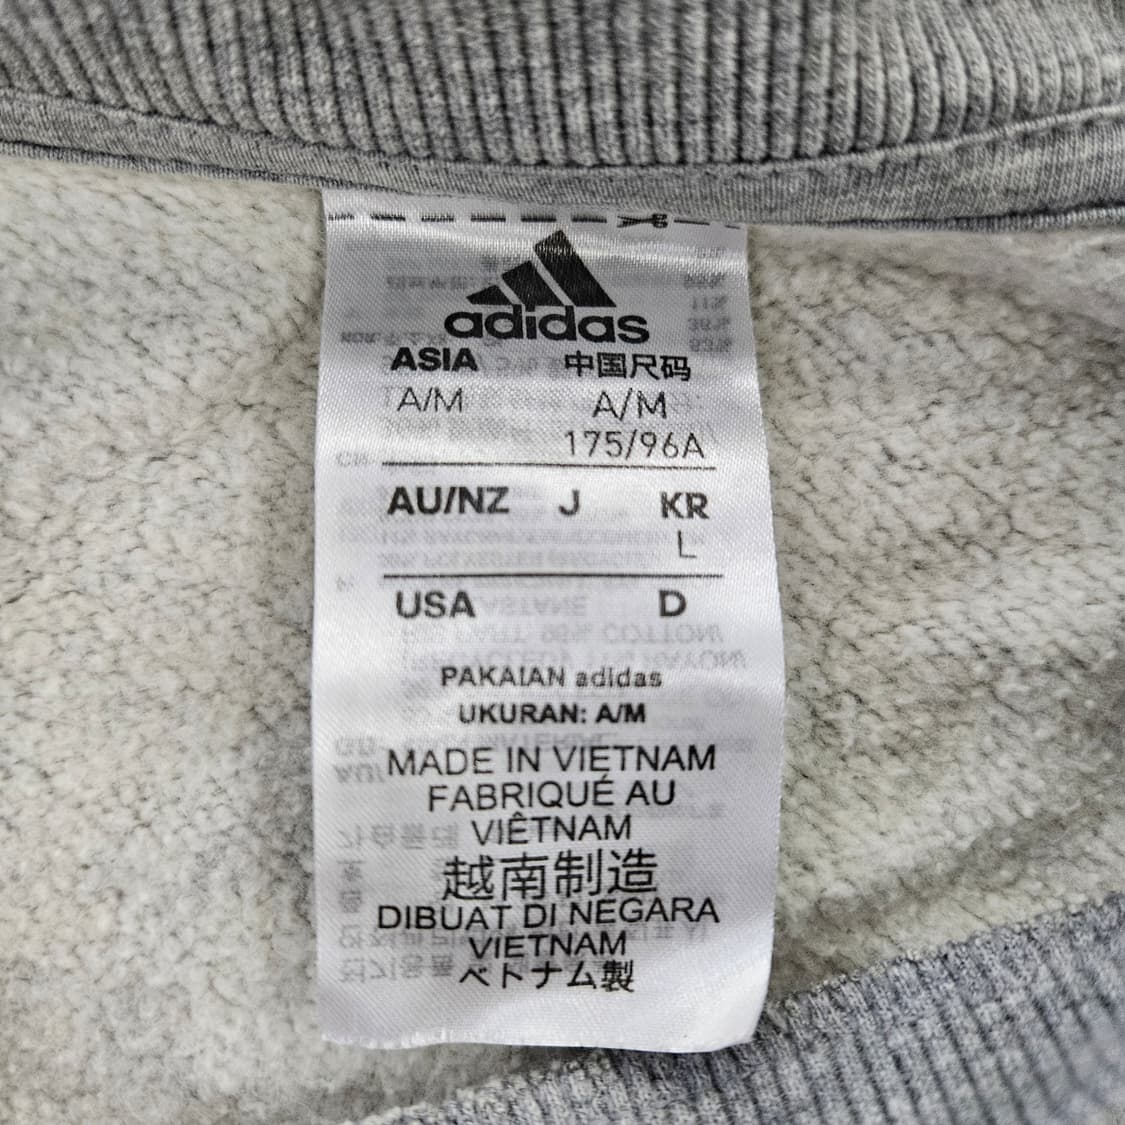 adidas
ASIA 中国尺码
A/M A/M
175/96A
AU/NZ J KR
L
USA D
PAKAIAN adidas
UKURAN: A/M
MADE IN VIETNAM
FABRIQUÉ AU
VIÊTNAM
越南制造
DIBUAT DI NEGARA
VIETNAM
ベトナム製